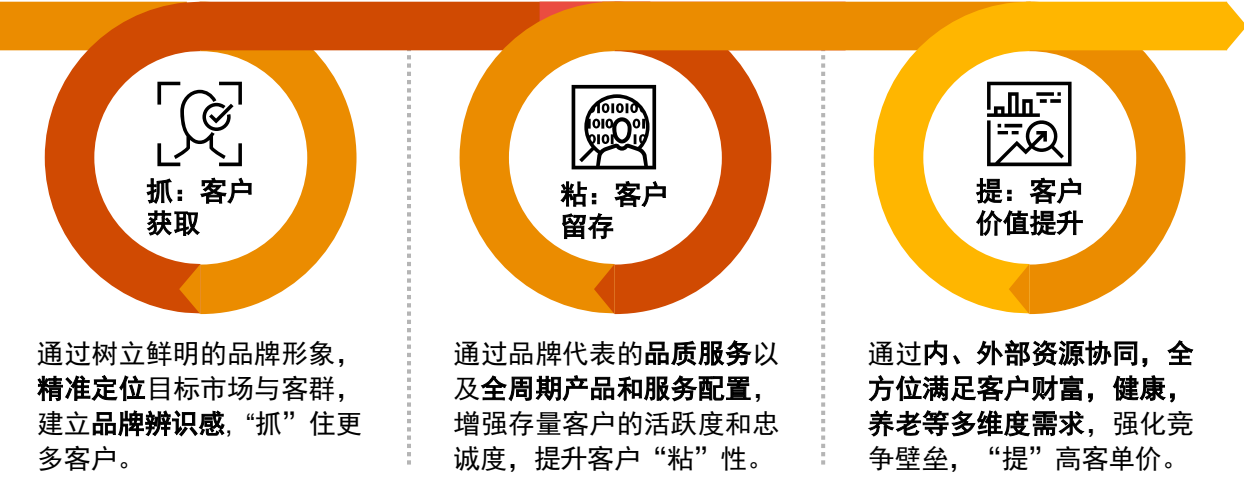 抓：客户
获取
通过树立鲜明的品牌形象，
精准定位目标市场与客群，
建立品牌辨识感，“抓”住更
多客户。
粘：客户
留存
通过品牌代表的品质服务以
及全周期产品和服务配置，
增强存量客户的活跃度和忠
诚度，提升客户“粘”性。
提：客户
价值提升
通过内、外部资源协同，全
方位满足客户财富，健康，
养老等多维度需求，强化竞
争壁垒，“提”高客单价。